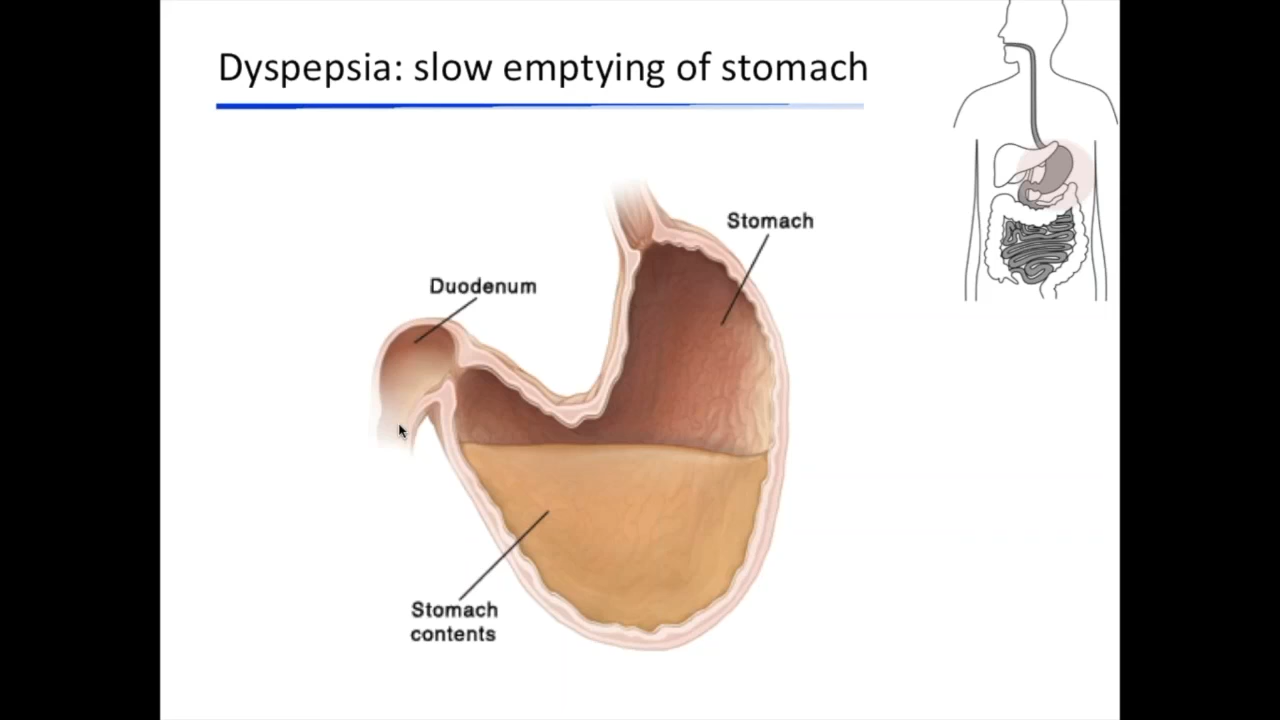 Dyspepsia: slow emptying of stomach
Stomach
Duodenum
Stomach
contents